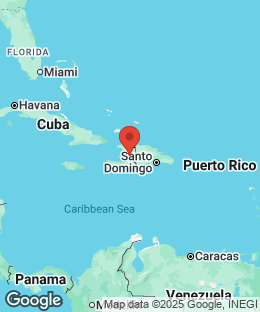 FLORIDA
Miami
Havana
Cuba
Santo
Domingo
Puerto Rico
Caribbean Sea
Caracas
Panama
Venezuela
Google
Map data ©2025 Google, INEGI